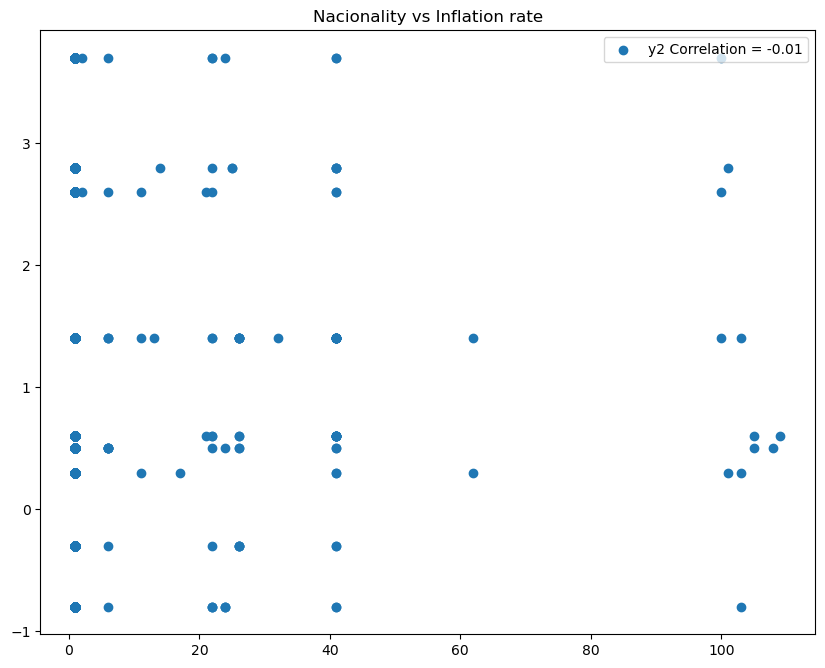 Nacionality vs Inflation rate
y2 Correlation = -0.01
3
2
1
0
−1
0 20 40 60 80 100